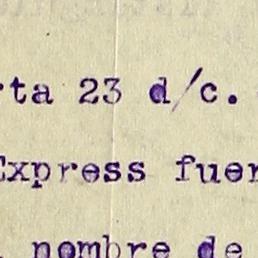 rta 23 d/c.
Express fuer
nombre de